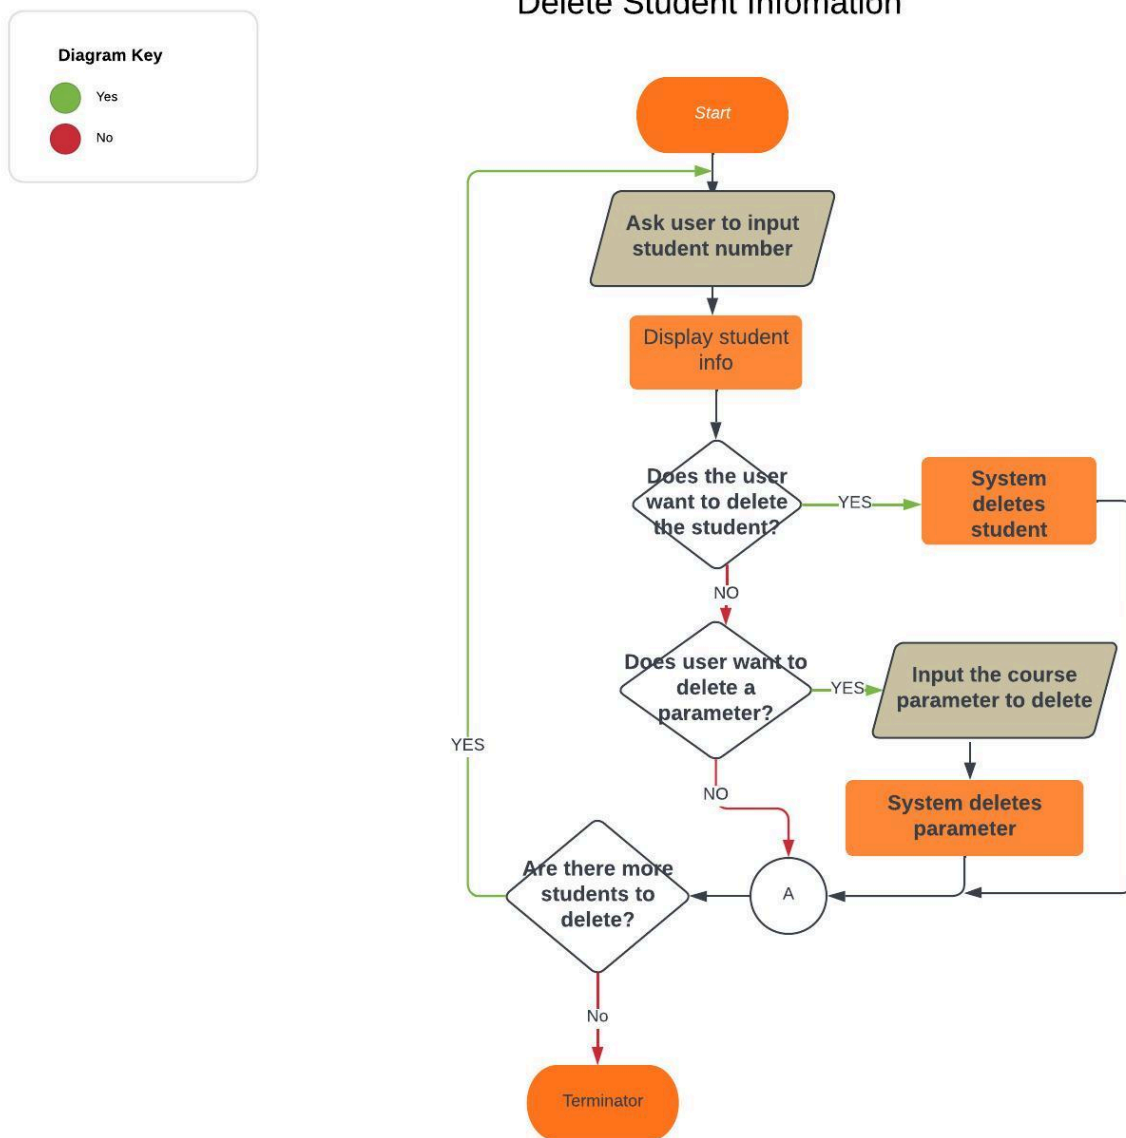 Delete Student Infomation
Diagram Key
Yes
No
Start
Ask user to input
student number
Display student
info
Does the user
want to delete
the student?
YES
System
deletes
student
NO
Does user want to
delete a
parameter?
YES
Input the course
parameter to delete
NO
System deletes
parameter
YES
Are there more
students to
delete?
A
No
Terminator